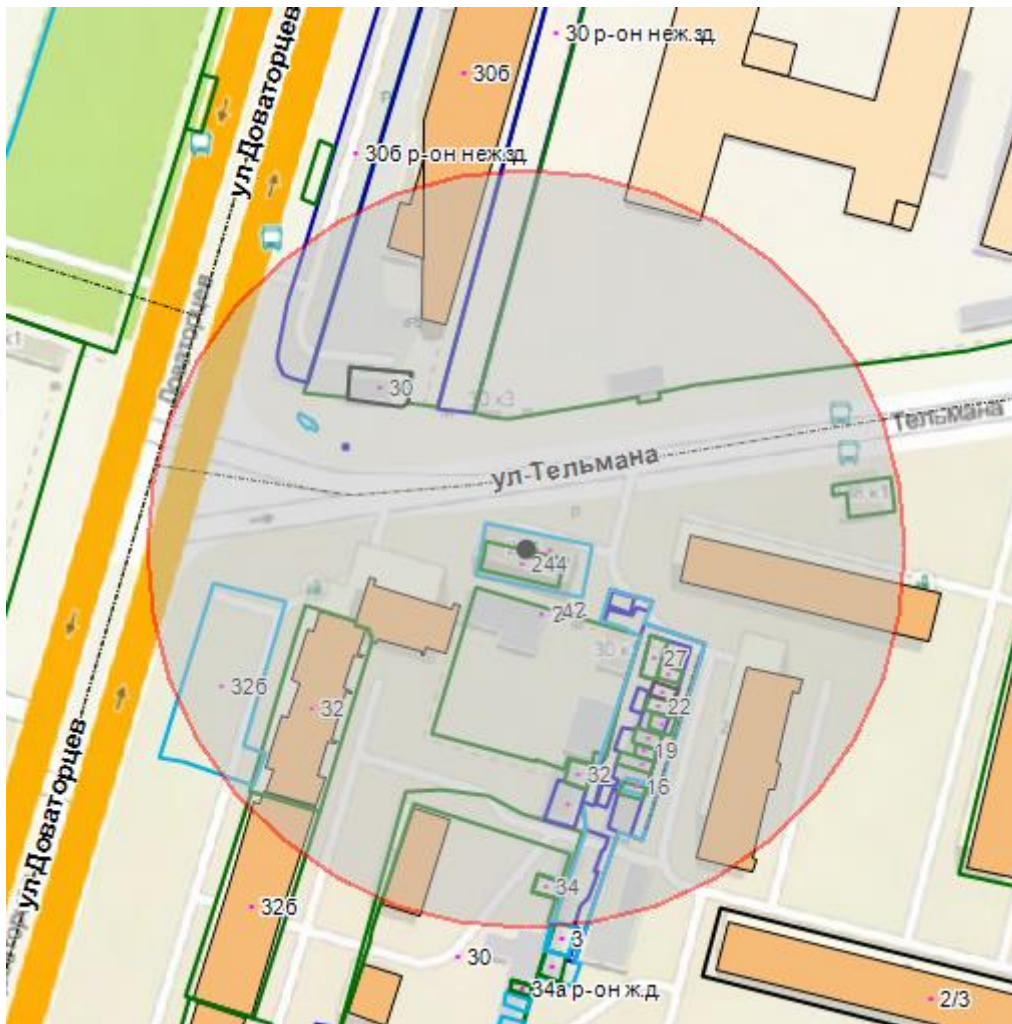 ул-Доваторцев
30 р-он неж.зд.
30б
30б р-он неж.зд.
Доваторцев
30
30 к3
Тельмана
ул-Тельмана
244
242
30 к
27
32б
32
22
19
32
16
34
32б
3
30
34а р-он ж.д.
2/3
ул-Доваторцев